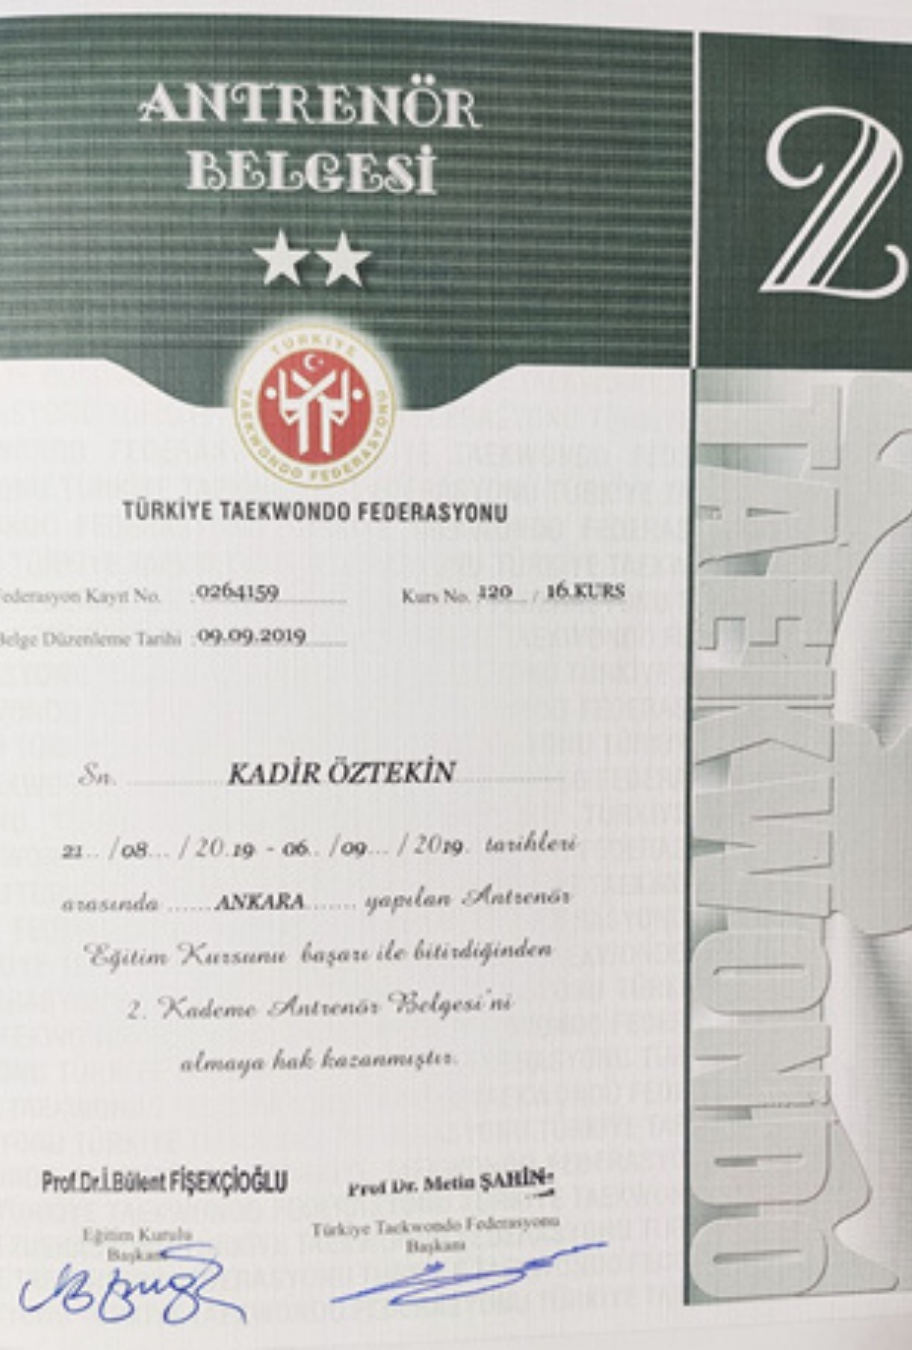 ANTRENÖR
BELGESİ
2
TÜRKİYE
TAEKWONDO FEDERASYONU
TÜRKİYE TAEKWONDO FEDERASYONU
Federasyon Kayıt No. : 0264159 Kurs No. 120 / 16.KURS
Belge Düzenleme Tarihi : 09.09.2019
Sn. KADİR ÖZTEKİN
21.. /08... / 20.19 - 06.. /09... / 2019. tarihleri
arasında ......ANKARA....... yapılan Antrenör
Eğitim Kursunu başarı ile bitirdiğinden
2. Kademe Antrenör Belgesi'ni
almaya hak kazanmıştır.
Prof.Dr.İ.Bülent FİŞEKÇİOĞLU
Eğitim Kurulu
Başkanı
Prof Dr. Metin ŞAHİN
Türkiye Taekwondo Federasyonu
Başkanı
TAEKWONDO